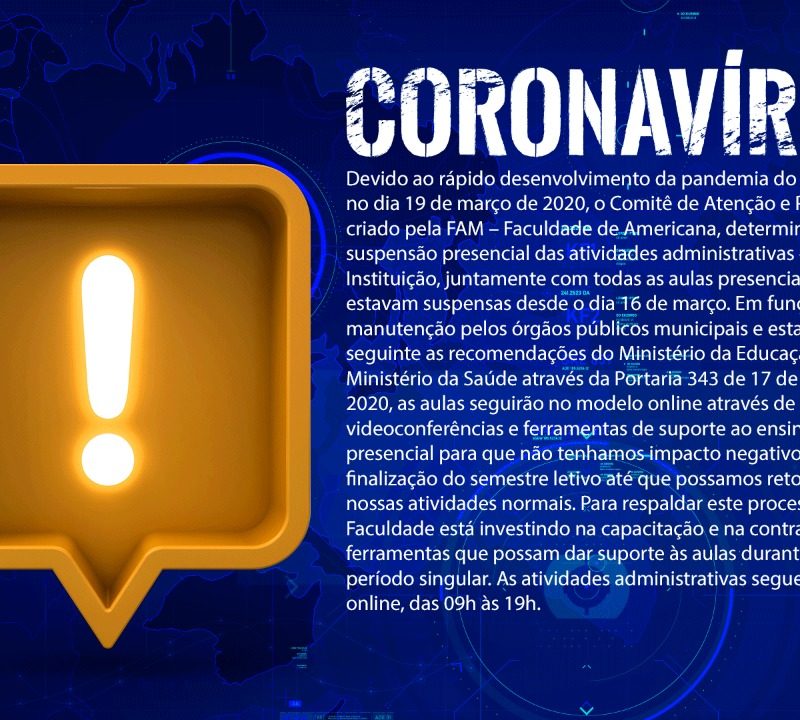 CORONAVÍR
Devido ao rápido desenvolvimento da pandemia do
no dia 19 de março de 2020, o Comitê de Atenção e P
criado pela FAM – Faculdade de Americana, determin
suspensão presencial das atividades administrativas
Instituição, juntamente com todas as aulas presencia
estavam suspensas desde o dia 16 de março. Em funç
manutenção pelos órgãos públicos municipais e esta
seguinte as recomendações do Ministério da Educaçã
Ministério da Saúde através da Portaria 343 de 17 de
2020, as aulas seguirão no modelo online através de
videoconferências e ferramentas de suporte ao ensin
presencial para que não tenhamos impacto negativo
finalização do semestre letivo até que possamos reto
nossas atividades normais. Para respaldar este proces
Faculdade está investindo na capacitação e na contra
ferramentas que possam dar suporte às aulas durant
período singular. As atividades administrativas segue
online, das 09h às 19h.